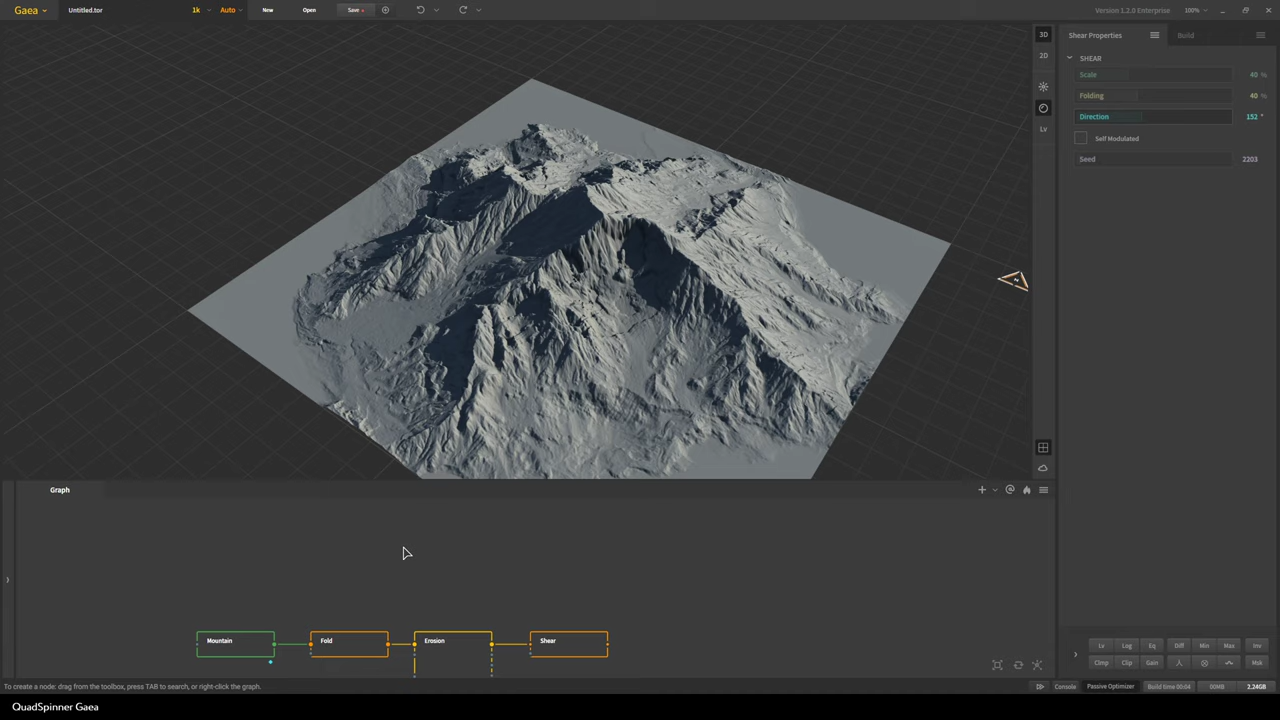 Gaea
Untitled.tor
1k
Auto
New
Open
Save
Version 1.2.0 Enterprise
100%
3D
2D
Lv
Shear Properties
Build
SHEAR
Scale 40 %
Folding 40 %
Direction 152 °
Self Modulated
Seed 2203
Graph
Mountain
Fold
Erosion
Shear
Lv Log Eq Diff Min Max Inv
Clmp Clip Gain Msk
To create a node: drag from the toolbox, press TAB to search, or right-click the graph.
Console
Passive Optimizer
Build time 00:04
00MB
2.24GB
QuadSpinner Gaea